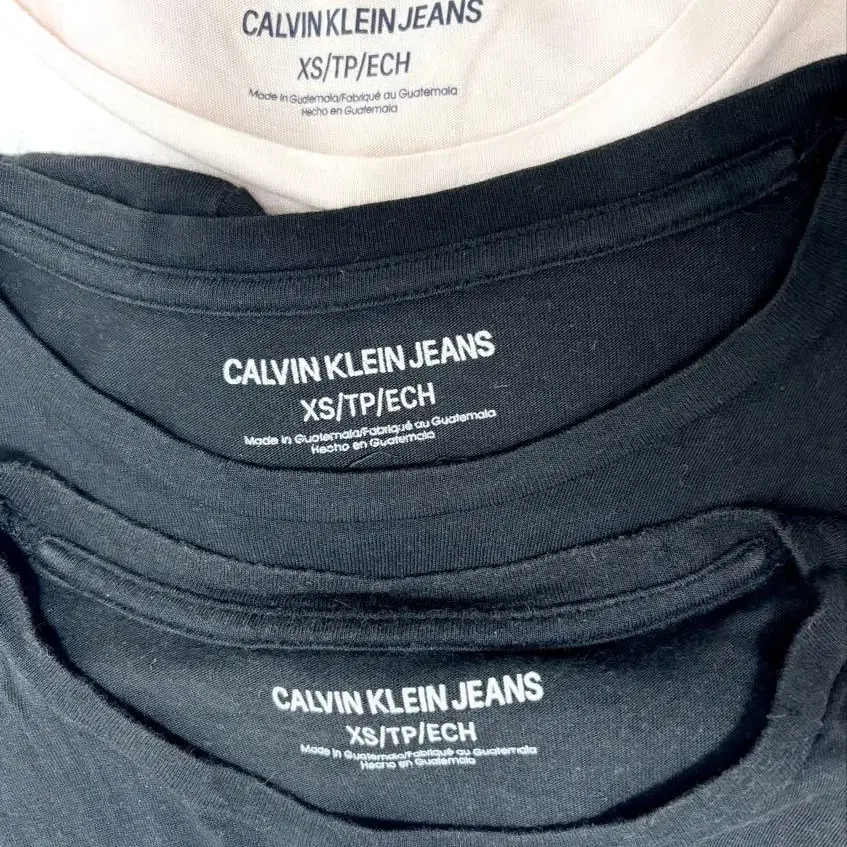 CALVIN KLEIN JEANS
XS/TP/ECH
Made in Guatemala/Fabriqué au Guatemala
Hecho en Guatemala
CALVIN KLEIN JEANS
XS/TP/ECH
Made in Guatemala/Fabriqué au Guatemala
Hecho en Guatemala
CALVIN KLEIN JEANS
XS/TP/ECH
Made in Guatemala/Fabriqué au Guatemala
Hecho en Guatemala